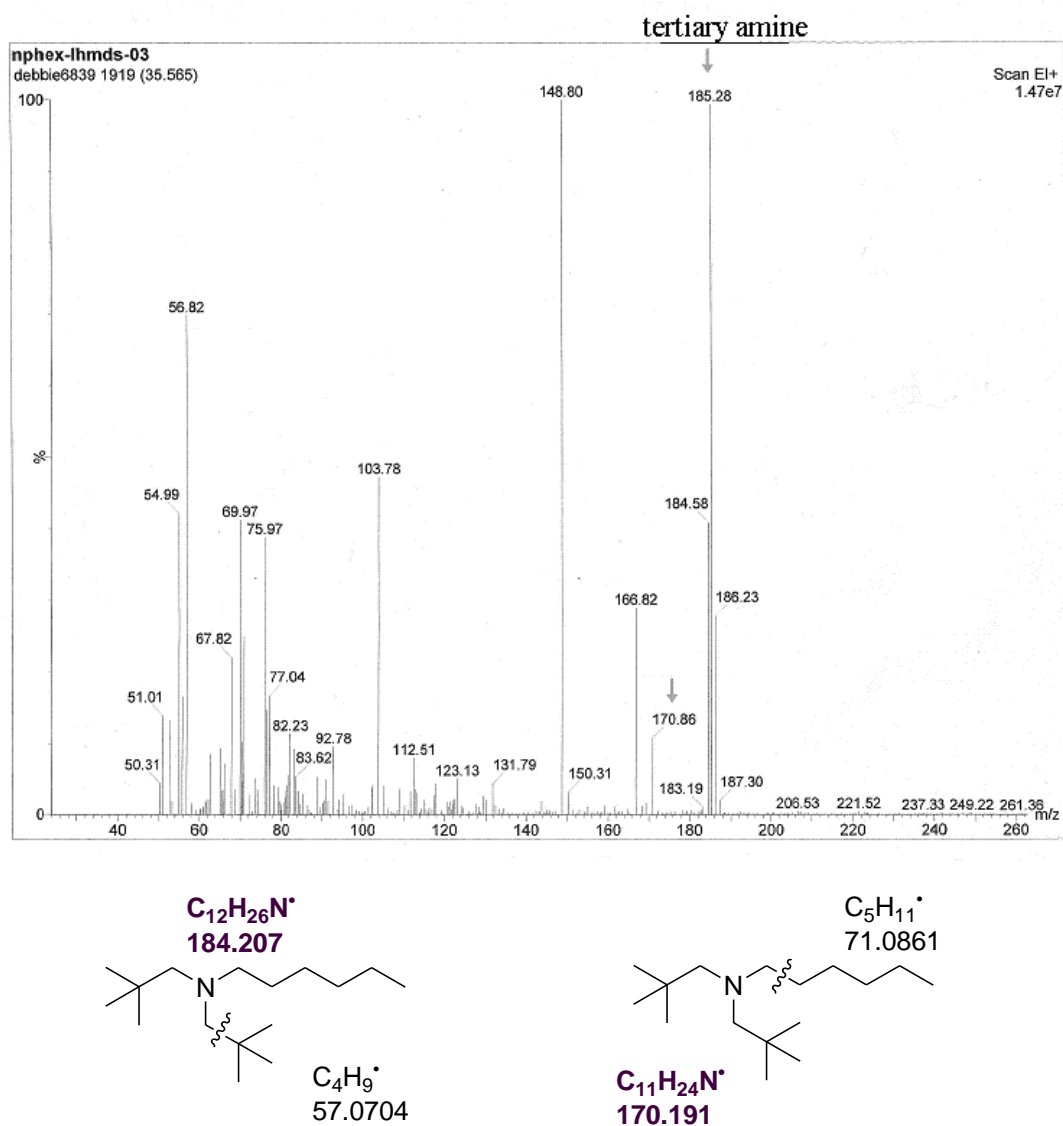 tertiary amine
nphex-lhmds-03
debbie6839 1919 (35.565)
Scan EI+
1.47e7
100
%
148.80
185.28
56.82
54.99
69.97
75.97
103.78
184.58
166.82
186.23
67.82
77.04
51.01
82.23
92.78
170.86
50.31
83.62
112.51
123.13
131.79
150.31
183.19
187.30
206.53
221.52
237.33
249.22
261.36
0
m/z
40 60 80 100 120 140 160 180 200 220 240 260
C12H26N•
184.207
N
C4H9•
57.0704
C5H11•
71.0861
N
C11H24N•
170.191